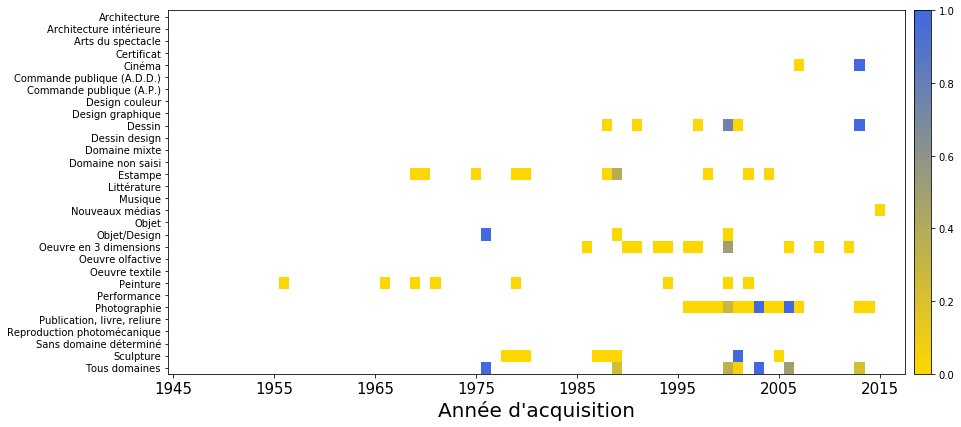 Architecture
Architecture intérieure
Arts du spectacle
Certificat
Cinéma
Commande publique (A.D.D.)
Commande publique (A.P.)
Design couleur
Design graphique
Dessin
Dessin design
Domaine mixte
Domaine non saisi
Estampe
Littérature
Musique
Nouveaux médias
Objet
Objet/Design
Oeuvre en 3 dimensions
Oeuvre olfactive
Oeuvre textile
Peinture
Performance
Photographie
Publication, livre, reliure
Reproduction photomécanique
Sans domaine déterminé
Sculpture
Tous domaines
1945 1955 1965 1975 1985 1995 2005 2015
Année d'acquisition
1.0
0.8
0.6
0.4
0.2
0.0